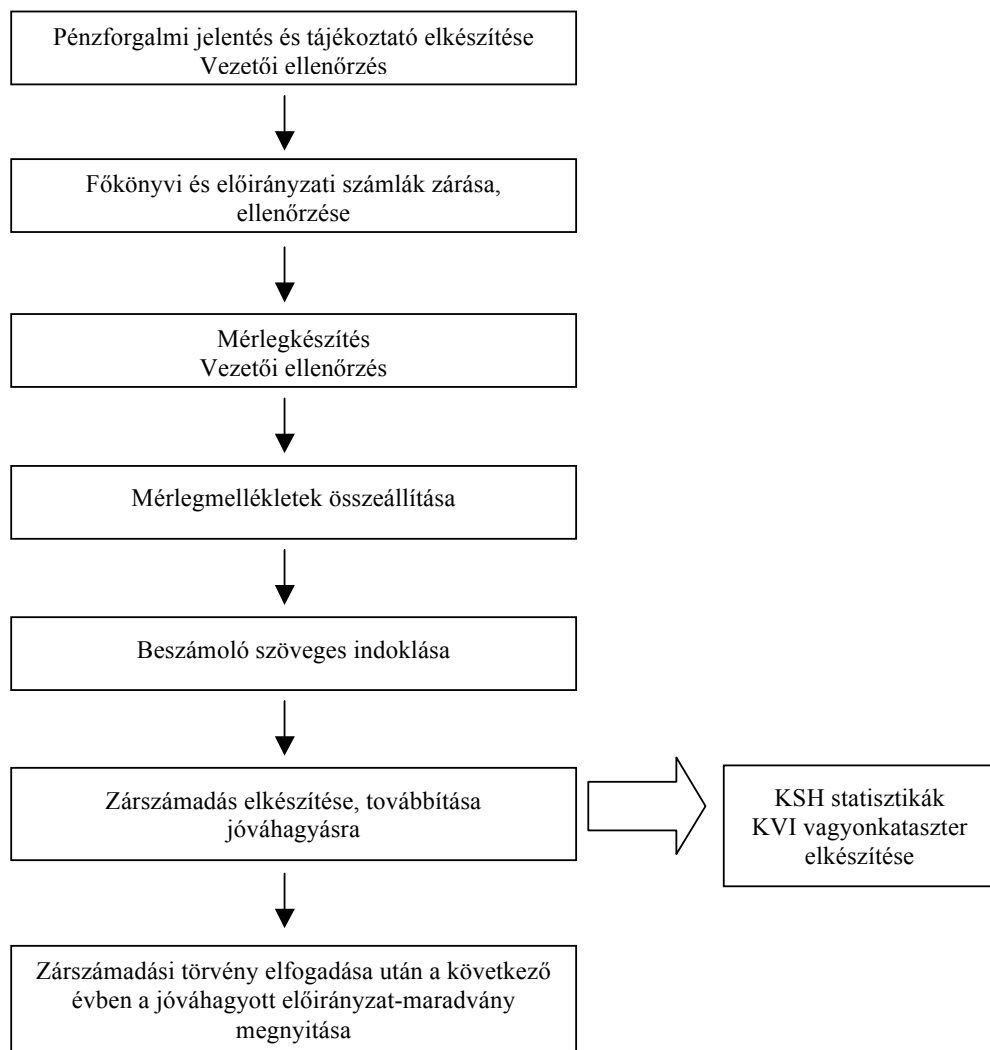 Pénzforgalmi jelentés és tájékoztató elkészítése
Vezetői ellenőrzés
Főkönyvi és előirányzati számlák zárása,
ellenőrzése
Mérlegkészítés
Vezetői ellenőrzés
Mérlegmellékletek összeállítása
Beszámoló szöveges indoklása
Zárszámadás elkészítése, továbbítása
jóváhagyásra
KSH statisztikák
KVI vagyonkataszter
elkészítése
Zárszámadási törvény elfogadása után a következő
évben a jóváhagyott előirányzat-maradvány
megnyitása